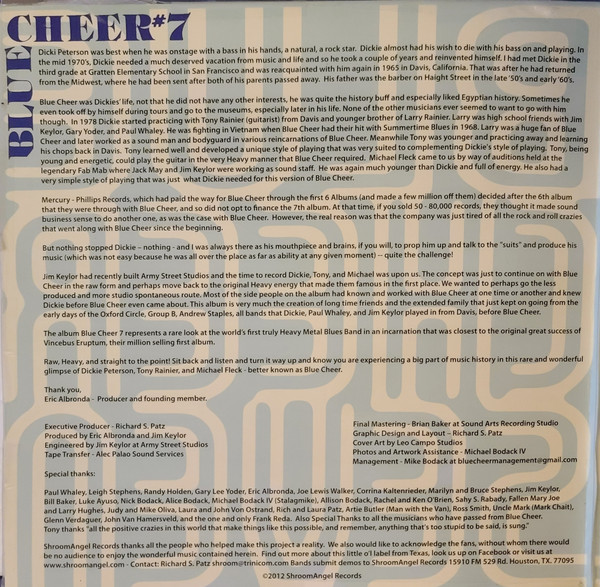 BLUE CHEER #7
Dicki Peterson was best when he was onstage with a bass in his hands, a natural, a rock star. Dickie almost had his wish to die with his bass on and playing. In
the mid 1970's, Dickie needed a much deserved vacation from music and life and so he took a couple of years and reinvented himself. I had met Dickie in the
third grade at Gratten Elementary School in San Francisco and was reacquainted with him again in 1965 in Davis, California. That was after he had returned
from the Midwest, where he had been sent after both of his parents passed away. His father was the barber on Haight Street in the late '50's and early '60's.
Blue Cheer was Dickies' life, not that he did not have any other interests, he was quite the history buff and especially liked Egyptian history. Sometimes he
even took off by himself during tours and go to the museums, especially later in his life. None of the other musicians ever seemed to want to go with him
though. In 1978 Dickie started practicing with Tony Rainier (guitarist) from Davis and younger brother of Larry Rainier. Larry was high school friends with Jim
Keylor, Gary Yoder, and Paul Whaley. He was fighting in Vietnam when Blue Cheer had their hit with Summertime Blues in 1968. Larry was a huge fan of Blue
Cheer and later worked as a sound man and bodyguard in various reincarnations of Blue Cheer. Meanwhile Tony was younger and practicing away and learning
his chops back in Davis. Tony learned well and developed a unique style of playing that was very suited to complementing Dickie's style of playing. Tony, being
young and energetic, could play the guitar in the very Heavy manner that Blue Cheer required. Michael Fleck came to us by way of auditions held at the
legendary Fab Mab where Jack May and Jim Keylor were working as sound staff. He was again much younger than Dickie and full of energy. He also had a
very simple style of playing that was just what Dickie needed for this version of Blue Cheer.
Mercury - Phillips Records, which had paid the way for Blue Cheer through the first 6 Albums (and made a few million off them) decided after the 6th album
that they were through with Blue Cheer, and so did not opt to finance the 7th album. At that time, if you sold 50 - 80,000 records, they thought it made sound
business sense to do another one, as was the case with Blue Cheer. However, the real reason was that the company was just tired of all the rock and roll crazies
that went along with Blue Cheer since the beginning.
But nothing stopped Dickie – nothing - and I was always there as his mouthpiece and brains, if you will, to prop him up and talk to the "suits" and produce his
music (which was not easy because he was all over the place as far as ability at any given moment) -- quite the challenge!
Jim Keylor had recently built Army Street Studios and the time to record Dickie, Tony, and Michael was upon us. The concept was just to continue on with Blue
Cheer in the raw form and perhaps move back to the original Heavy energy that made them famous in the first place. We wanted to perhaps go the less
produced and more studio spontaneous route. Most of the side people on the album had known and worked with Blue Cheer at one time or another and knew
Dickie before Blue Cheer even came about. This album is very much the creation of long time friends and the extended family that just kept on going from the
early days of the Oxford Circle, Group B, Andrew Staples, all bands that Dickie, Paul Whaley, and Jim Keylor played in from Davis, before Blue Cheer.
The album Blue Cheer 7 represents a rare look at the world's first truly Heavy Metal Blues Band in an incarnation that was closest to the original great success of
Vincebus Eruptum, their million selling first album.
Raw, Heavy, and straight to the point! Sit back and listen and turn it way up and know you are experiencing a big part of music history in this rare and wonderful
glimpse of Dickie Peterson, Tony Rainier, and Michael Fleck - better known as Blue Cheer.
Thank you,
Eric Albronda - Producer and founding member.
Executive Producer - Richard S. Patz
Produced by Eric Albronda and Jim Keylor
Engineered by Jim Keylor at Army Street Studios
Tape Transfer - Alec Palao Sound Services
Final Mastering - Brian Baker at Sound Arts Recording Studio
Graphic Design and Layout – Richard S. Patz
Cover Art by Leo Campos Studios
Photos and Artwork Assistance - Michael Bodack IV
Management - Mike Bodack at bluecheermanagement@gmail.com
Special thanks:
Paul Whaley, Leigh Stephens, Randy Holden, Gary Lee Yoder, Eric Albronda, Joe Lewis Walker, Corrina Kaltenrieder, Marilyn and Bruce Stephens, Jim Keylor,
Bill Baker, Luke Ayuso, Nick Bodack, Alice Bodack, Michael Bodack IV (Stalagmike), Allison Bodack, Rachel and Ken O'Brien, Sahy S. Rabady, Fallen Mary Joe
and Larry Hughes, Judy and Mike Oliva, Laura and John Von Ostrand, Rich and Laura Patz, Artie Butler (Man with the Van), Ross Smith, Uncle Mark (Mark Chait),
Glenn Verdaguer, John Van Hamersveld, and the one and only Frank Reda. Also Special Thanks to all the musicians who have passed from Blue Cheer.
Tony thanks "all the positive crazies in this world that make things like this possible, and remember, anything that's too stupid to be said, is sung."
ShroomAngel Records thanks all the people who helped make this project a reality. We also would like to acknowledge the fans, without whom there would
be no audience to enjoy the wonderful music contained herein. Find out more about this little o'l label from Texas, look us up on Facebook or visit us at
www.shroomangel.com - Contact: Richard S. Patz shroom@trinicom.com Bands submit demos to ShroomAngel Records 15910 FM 529 Rd. Houston, TX. 77095
©2012 ShroomAngel Records